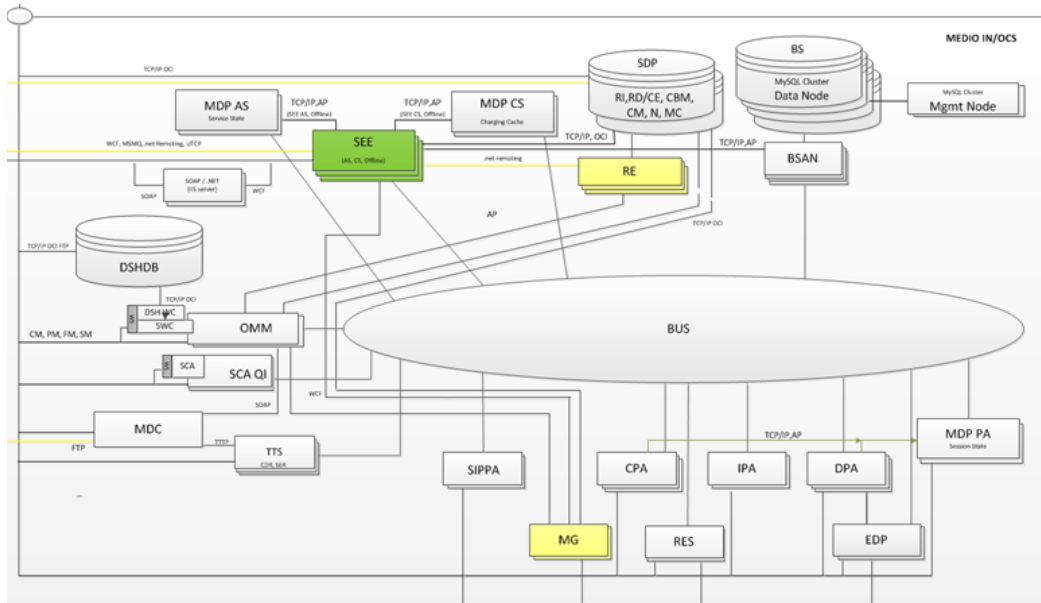 MEDIO IN/OCS
TCP/IP OCI
SDP
RI,RD/CE, CBM,
CM, N, MC
BS
MySQL Cluster
Data Node
MySQL Cluster
Mgmt Node
MDP AS
Service State
TCP/IP,AP
(SEE AS, Offline)
TCP/IP,AP
(SEE CS, Offline)
MDP CS
Charging Cache
TCP/IP, OCI
TCP/IP,AP
WCF, MSMQ, .net Remoting, UTCP
SEE
(AS, CS, Offline)
.net remoting
RE
BSAN
SOAP / .NET
(IIS server)
SOAP
WCF
AP
TCP/IP OCI
TCP/IP OCI FTP
DSHDB
TCP/IP OCI
WS
DSH WC
SWC
OMM
BUS
CM, PM, FM, SM
WS
SCA
SCA QI
SOAP
WCF
MDC
FTP
TTS
CDR, SER
TCP/IP,AP
MDP PA
Session State
SIPPA
CPA
IPA
DPA
...
MG
RES
EDP